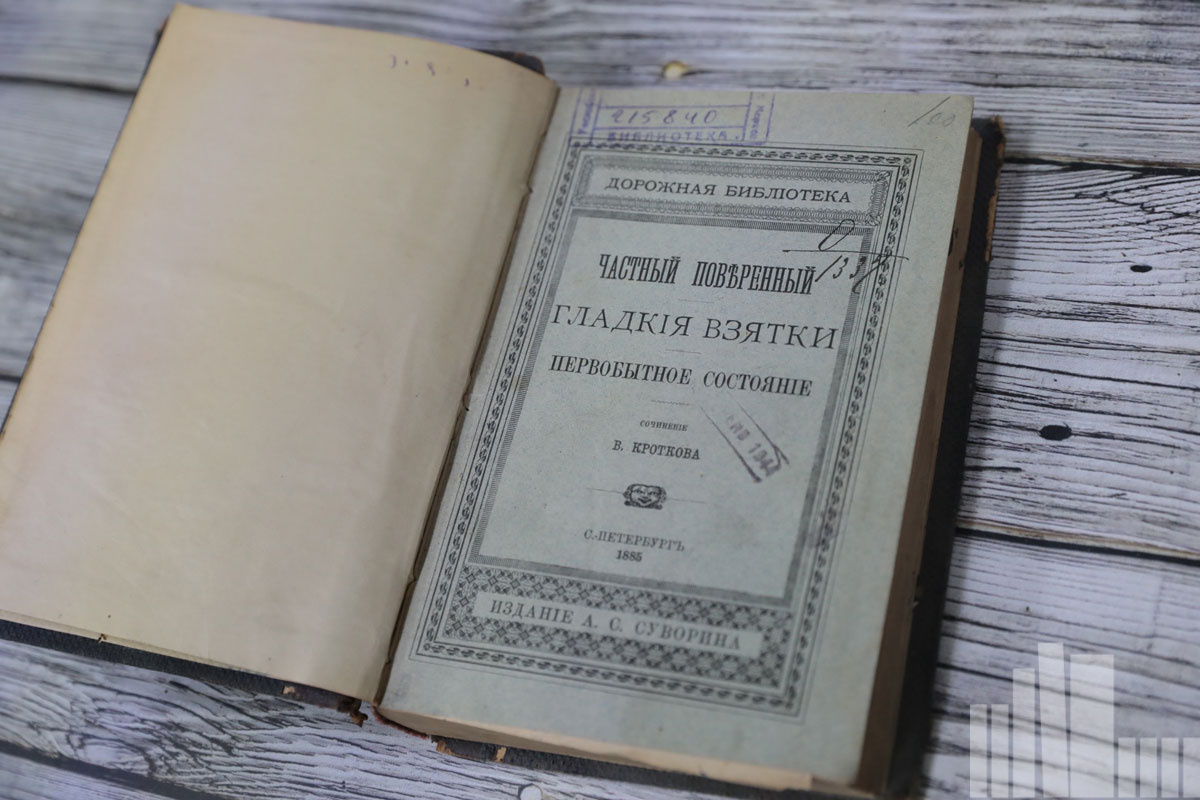 215840
БИБЛИОТЕКА
ДОРОЖНАЯ БИБЛІОТЕКА
ЧАСТНЫЙ ПОВѢРЕННЫЙ
ГЛАДКІЯ ВЗЯТКИ
ПЕРВОБЫТНОЕ СОСТОЯНІЕ
СОЧИНЕНІЕ
В. КРОТКОВА
С.-ПЕТЕРБУРГЪ
1885
ИЗДАНІЕ А. С. СУВОРИНА